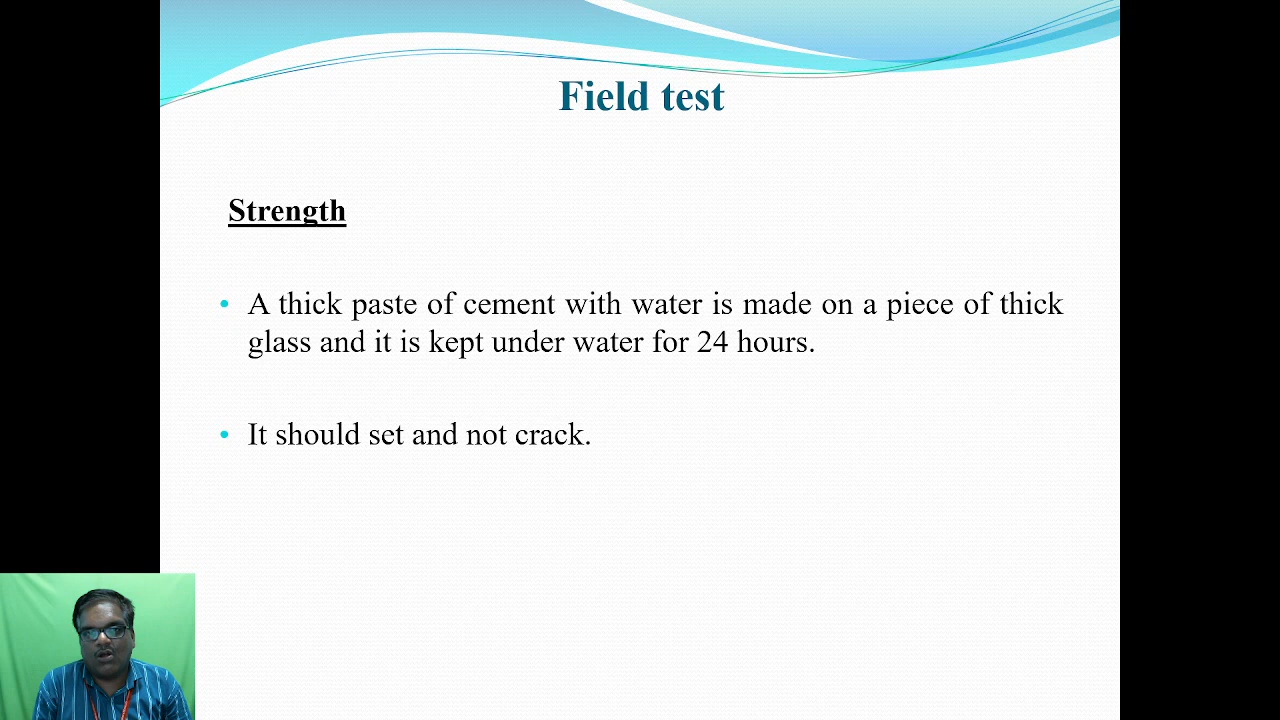 Field test
Strength
• A thick paste of cement with water is made on a piece of thick
glass and it is kept under water for 24 hours.
• It should set and not crack.